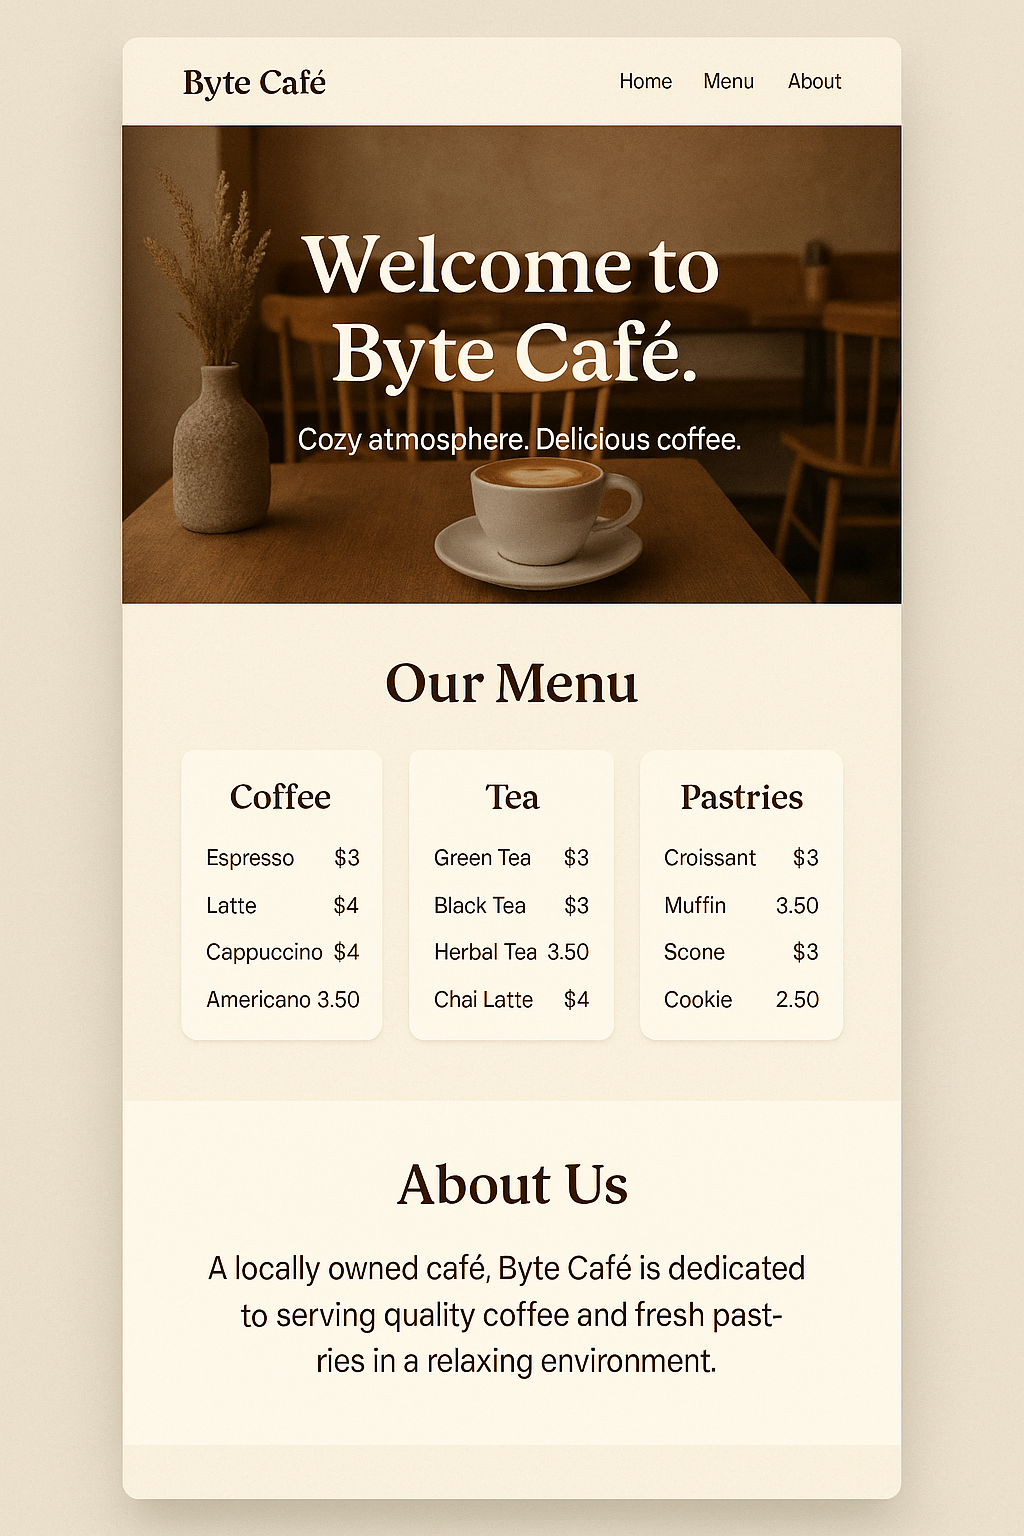 Byte Café
Home Menu About
Welcome to
Byte Café.
Cozy atmosphere. Delicious coffee.
Our Menu
Coffee
Espresso $3
Latte $4
Cappuccino $4
Americano 3.50
Tea
Green Tea $3
Black Tea $3
Herbal Tea 3.50
Chai Latte $4
Pastries
Croissant $3
Muffin 3.50
Scone $3
Cookie 2.50
About Us
A locally owned café, Byte Café is dedicated
to serving quality coffee and fresh past-
ries in a relaxing environment.